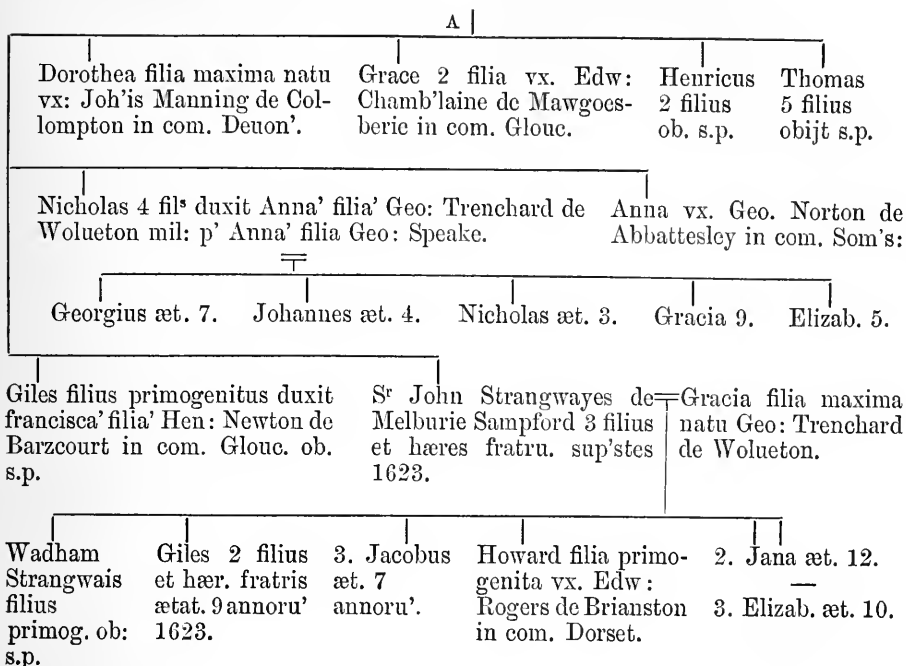 A
Dorothea filia maxima natu
vx: Joh'is Manning de Col-
lompton in com. Deuon'.
Grace 2 filia vx. Edw:
Chamb'laine de Mawgoes-
berie in com. Glouc.
Henricus
2 filius
ob. s.p.
Thomas
5 filius
obijt s.p.
Nicholas 4 filˢ duxit Anna' filia' Geo: Trenchard de
Wolueton mil: p' Anna' filia Geo: Speake.
Anna vx. Geo. Norton de
Abbattesley in com. Som's:
Georgius æt. 7.
Johannes æt. 4.
Nicholas æt. 3.
Gracia 9.
Elizab. 5.
Giles filius primogenitus duxit
francisca' filia' Hen: Newton de
Barzcourt in com. Glouc. ob.
s.p.
Sʳ John Strangwayes de
Melburie Sampford 3 filius
et hæres fratru. sup'stes
1623.
Gracia filia maxima
natu Geo: Trenchard
de Wolueton.
Wadham
Strangwais
filius
primog. ob:
s.p.
Giles 2 filius
et hær. fratris
ætat. 9 annoru'
1623.
3. Jacobus
æt. 7
annoru'.
Howard filia primo-
genita vx. Edw:
Rogers de Brianston
in com. Dorset.
2. Jana æt. 12.
3. Elizab. æt. 10.